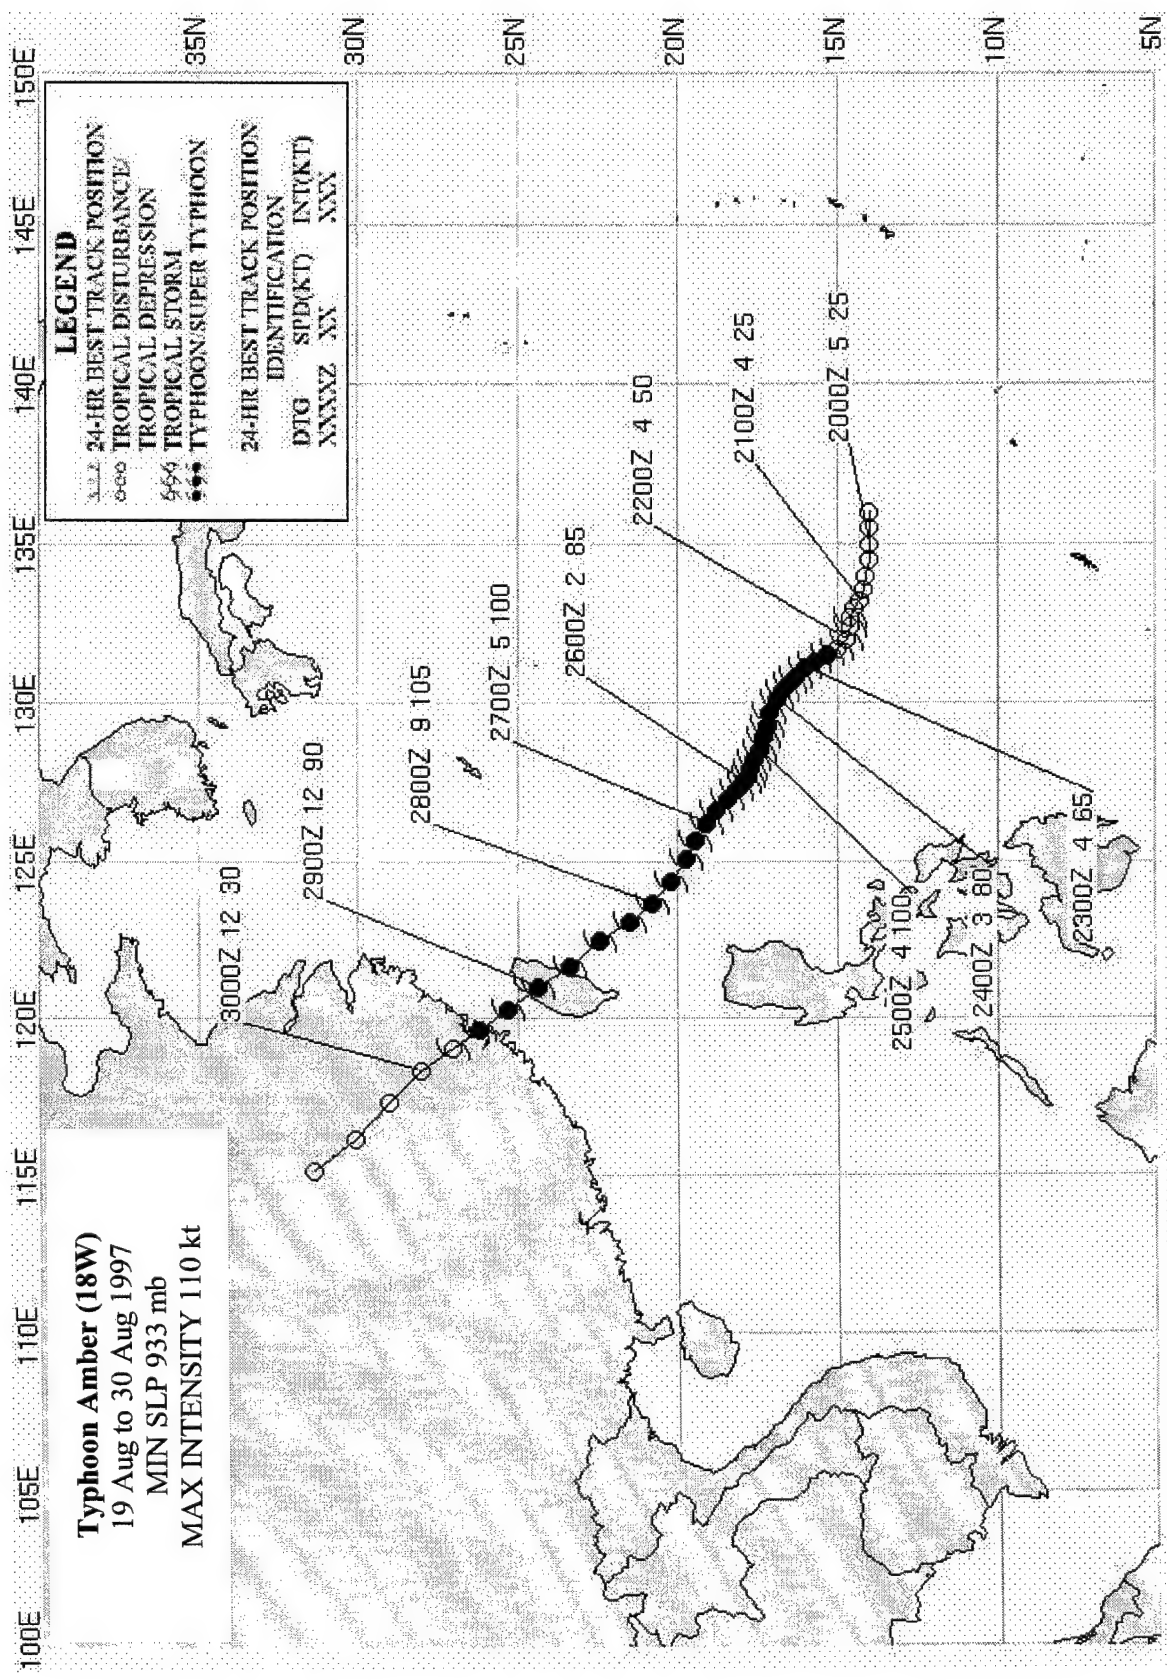 Typhoon Amber (18W)
19 Aug to 30 Aug 1997
MIN SLP 933 mb
MAX INTENSITY 110 kt
LEGEND
24-HR BEST TRACK POSITION
TROPICAL DISTURBANCE/
TROPICAL DEPRESSION
TROPICAL STORM
TYPHOON/SUPER TYPHOON
24-HR BEST TRACK POSITION
IDENTIFICATION
DTG SPD(KT) INT(KT)
XXXXZ XX XXX
100E 105E 110E 115E 120E 125E 130E 135E 140E 145E 150E
35N
30N
25N
20N
15N
10N
5N
3000Z 12 30
2900Z 12 90
2800Z 9 105
2700Z 5 100
2600Z 2 85
2200Z 4 50
2100Z 4 25
2000Z 5 25
2500Z 4 100
2400Z 3 80
2300Z 4 65